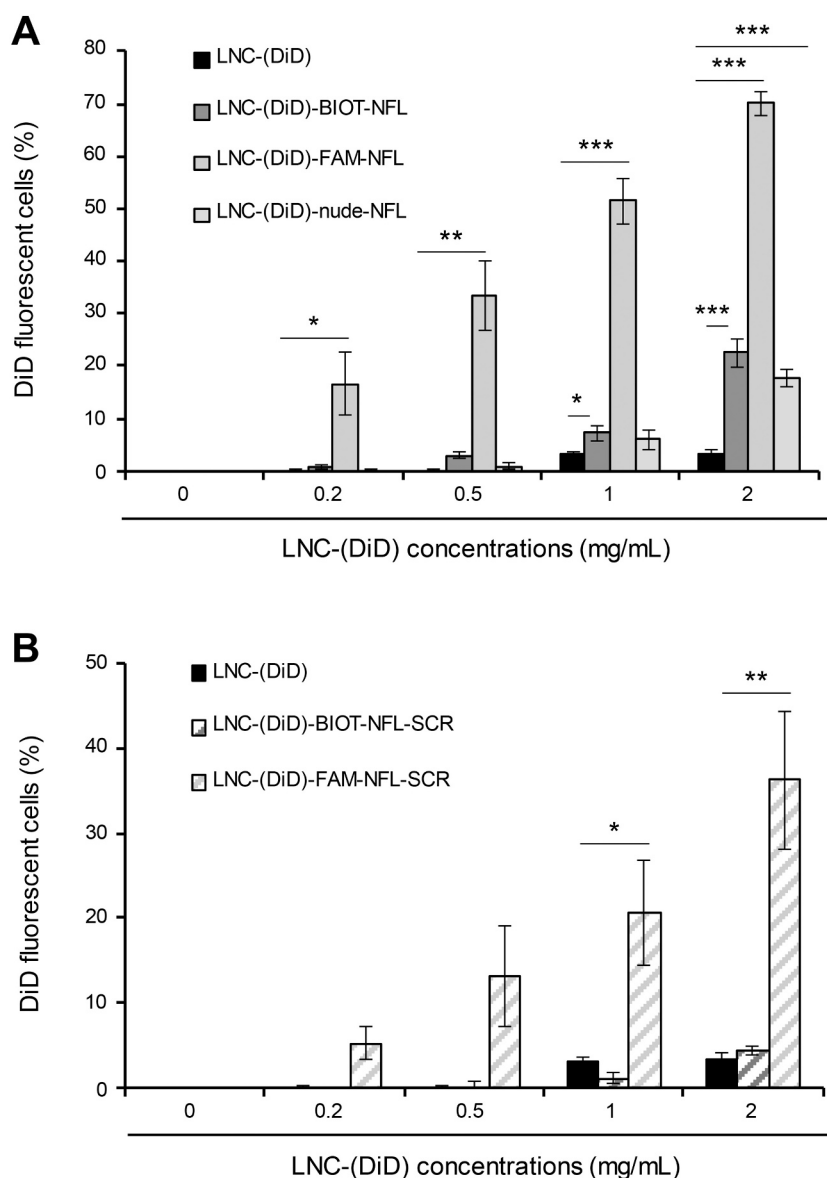 A
80
70
60
50
40
30
20
10
0
DiD fluorescent cells (%)
LNC-(DiD)
LNC-(DiD)-BIOT-NFL
LNC-(DiD)-FAM-NFL
LNC-(DiD)-nude-NFL
*
**
***
*
***
***
***
0 0.2 0.5 1 2
LNC-(DiD) concentrations (mg/mL)
B
50
40
30
20
10
0
DiD fluorescent cells (%)
LNC-(DiD)
LNC-(DiD)-BIOT-NFL-SCR
LNC-(DiD)-FAM-NFL-SCR
*
**
0 0.2 0.5 1 2
LNC-(DiD) concentrations (mg/mL)